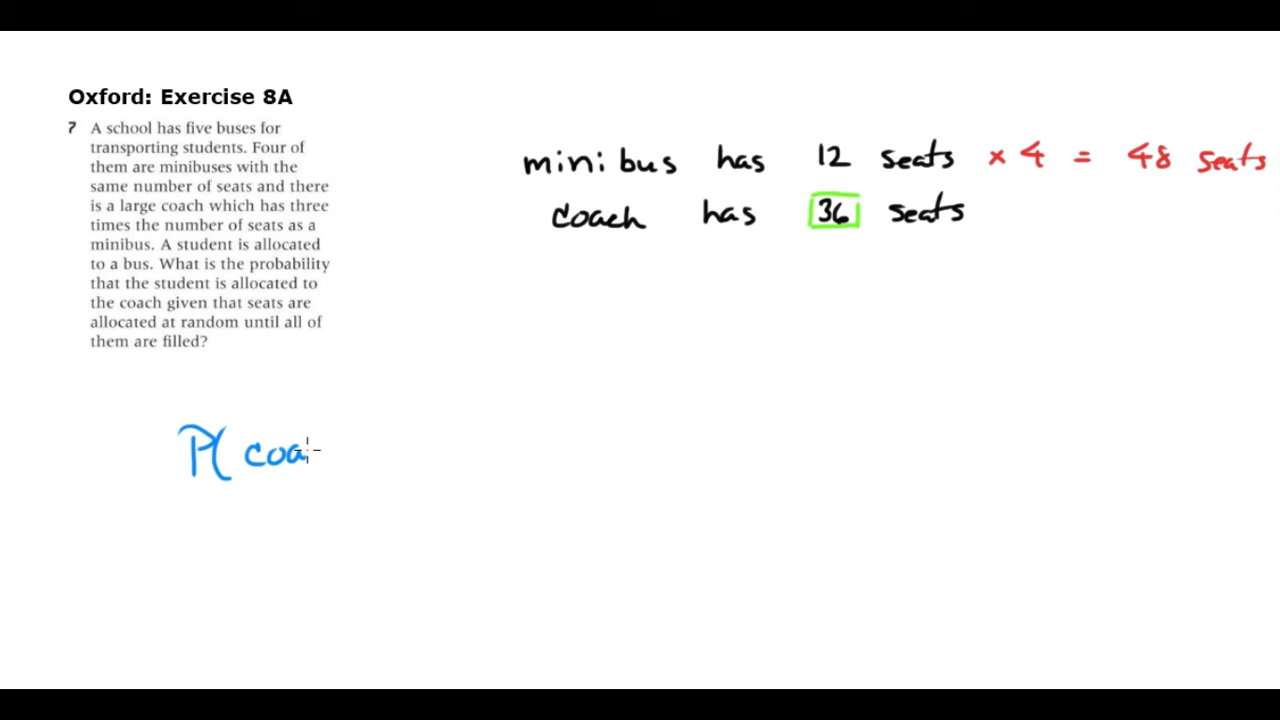 Oxford: Exercise 8A
7 A school has five buses for
transporting students. Four of
them are minibuses with the
same number of seats and there
is a large coach which has three
times the number of seats as a
minibus. A student is allocated
to a bus. What is the probability
that the student is allocated to
the coach given that seats are
allocated at random until all of
them are filled?
minibus has 12 seats × 4 = 48 seats
coach has 36 seats
P( coa